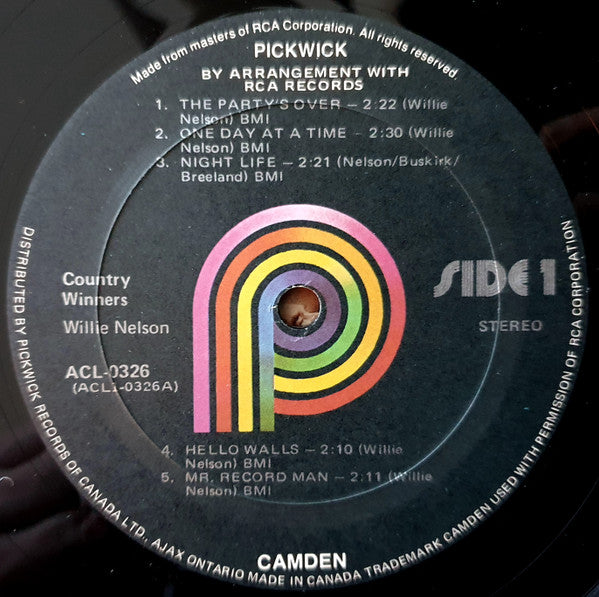 Made from masters of RCA Corporation. All rights reserved.
PICKWICK
BY ARRANGEMENT WITH
RCA RECORDS
1. THE PARTY'S OVER – 2:22 (Willie
Nelson) BMI
2. ONE DAY AT A TIME – 2:30 (Willie
Nelson) BMI
3. NIGHT LIFE – 2:21 (Nelson/Buskirk/
Breeland) BMI
Country
Winners
Willie Nelson
ACL-0326
(ACL1-0326A)
SIDE 1
STEREO
4. HELLO WALLS – 2:10 (Willie
Nelson) BMI
5. MR. RECORD MAN – 2:11 (Willie
Nelson) BMI
CAMDEN
DISTRIBUTED BY PICKWICK RECORDS OF CANADA LTD., AJAX ONTARIO MADE IN CANADA TRADEMARK CAMDEN USED WITH PERMISSION OF RCA CORPORATION